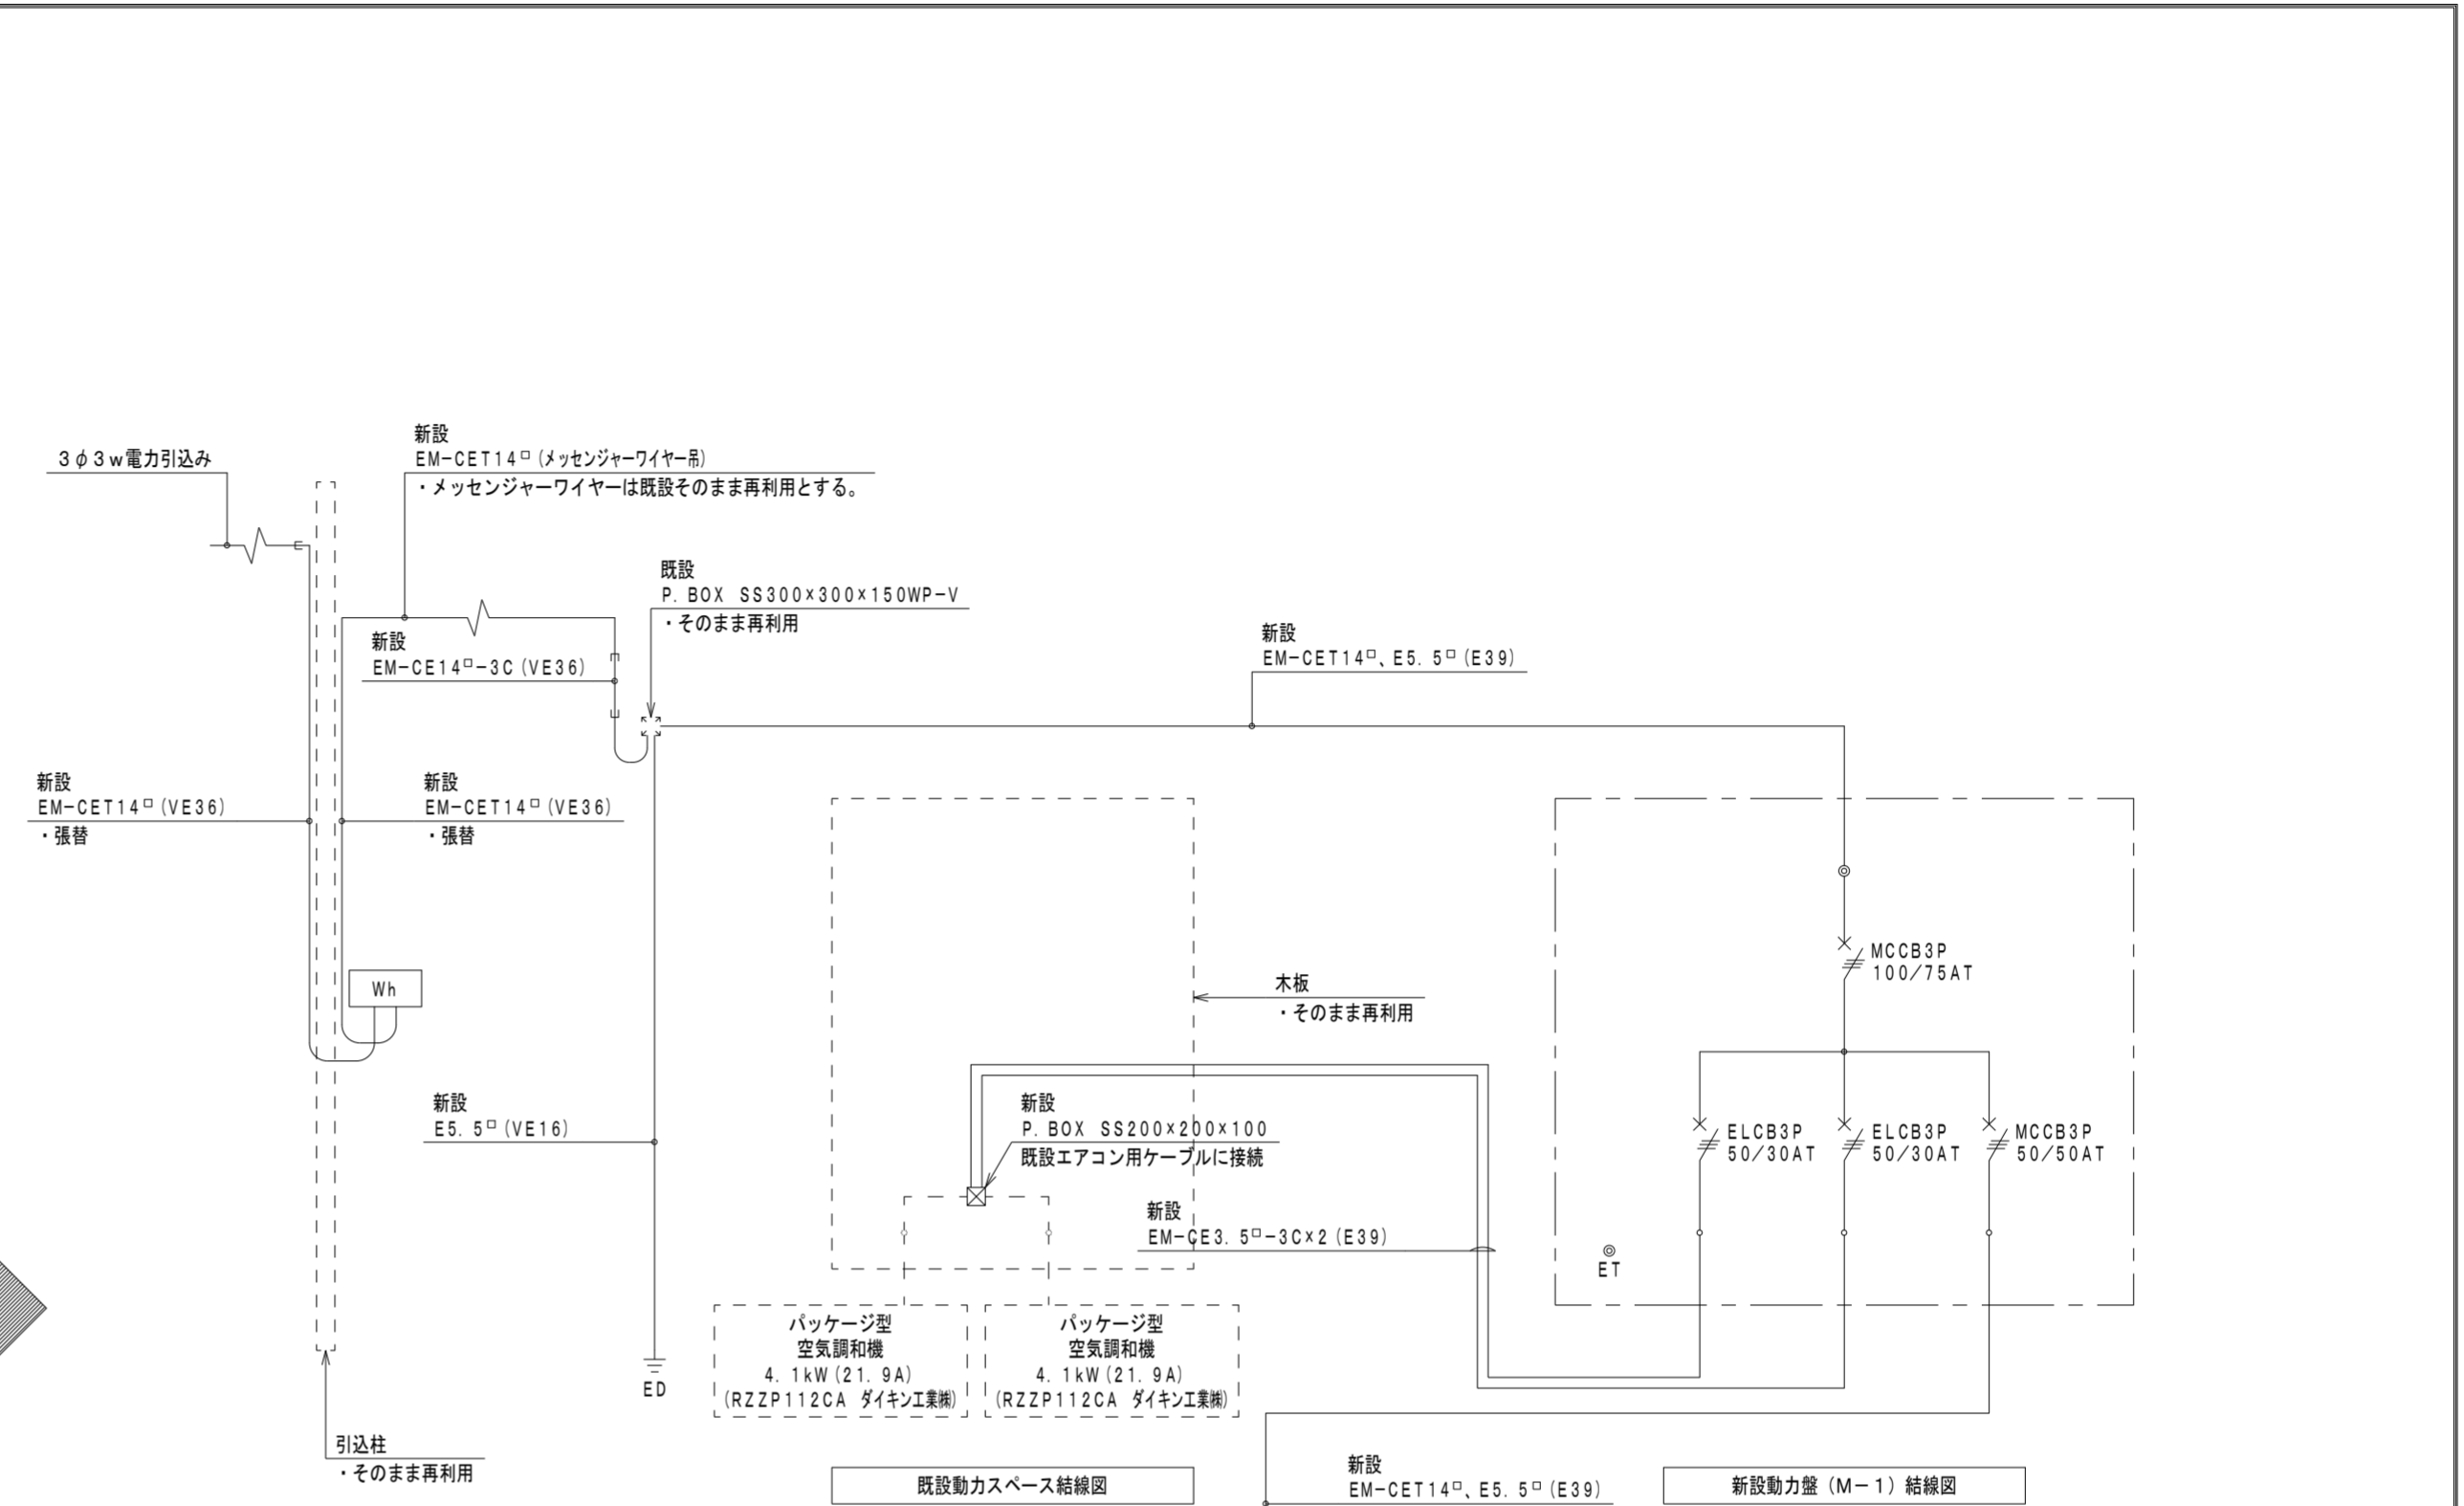 新設
EM-CET14□(メッセンジャーワイヤー吊)
・メッセンジャーワイヤーは既設そのまま再利用とする。
3φ3w電力引込み
既設
P.BOX SS300×300×150WP-V
・そのまま再利用
新設
EM-CE14□-3C(VE36)
新設
EM-CET14□、E5.5□(E39)
新設
EM-CET14□(VE36)
・張替
新設
EM-CET14□(VE36)
・張替
Wh
木板
・そのまま再利用
MCCB3P
100/75AT
新設
E5.5□(VE16)
新設
P.BOX SS200×200×100
既設エアコン用ケーブルに接続
ELCB3P
50/30AT
ELCB3P
50/30AT
MCCB3P
50/50AT
新設
EM-CE3.5□-3C×2(E39)
ET
パッケージ型
空気調和機
4.1kW(21.9A)
(RZZP112CA ダイキン工業㈱)
パッケージ型
空気調和機
4.1kW(21.9A)
(RZZP112CA ダイキン工業㈱)
ED
引込柱
・そのまま再利用
既設動力スペース結線図
新設
EM-CET14□、E5.5□(E39)
新設動力盤(M-1)結線図